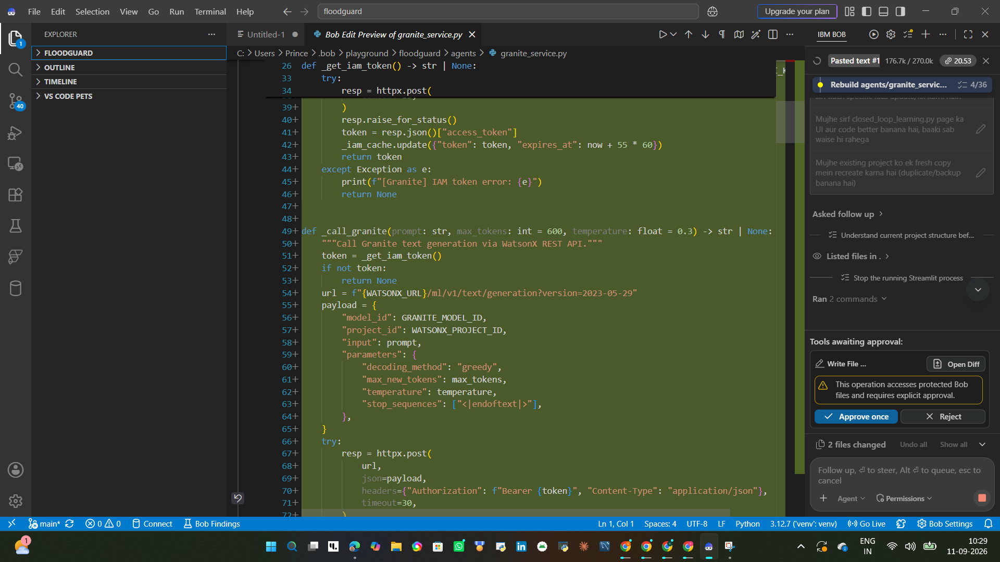 File Edit Selection View Go Run Terminal Help
floodguard
Upgrade your plan
EXPLORER
FLOODGUARD
OUTLINE
TIMELINE
VS CODE PETS
1
40
Untitled-1
Bob Edit Preview of granite_service.py
C: > Users > Prince > .bob > playground > floodguard > agents > granite_service.py
26 def _get_iam_token() -> str | None:
33 try:
34 resp = httpx.post(
39+ )
40+ resp.raise_for_status()
41+ token = resp.json()["access_token"]
42+ _iam_cache.update({"token": token, "expires_at": now + 55 * 60})
43+ return token
44+ except Exception as e:
45+ print(f"[Granite] IAM token error: {e}")
46+ return None
47+
48+
49+ def _call_granite(prompt: str, max_tokens: int = 600, temperature: float = 0.3) -> str | None:
50+ """Call Granite text generation via WatsonX REST API."""
51+ token = _get_iam_token()
52+ if not token:
53+ return None
54+ url = f"{WATSONX_URL}/ml/v1/text/generation?version=2023-05-29"
55+ payload = {
56+ "model_id": GRANITE_MODEL_ID,
57+ "project_id": WATSONX_PROJECT_ID,
58+ "input": prompt,
59+ "parameters": {
60+ "decoding_method": "greedy",
61+ "max_new_tokens": max_tokens,
62+ "temperature": temperature,
63+ "stop_sequences": ["<|endoftext|>"],
64+ },
65+ }
66+ try:
67+ resp = httpx.post(
68+ url,
69+ json=payload,
70+ headers={"Authorization": f"Bearer {token}", "Content-Type": "application/json"},
71+ timeout=30,
72+ )
IBM BOB
Pasted text #1 176.7k / 270.0k 20.53
Rebuild agents/granite_servic... 4/36
Mujhe sirf closed_loop_learning.py page ka
UI aur code better banana hai, baaki sab
waise hi rahega
Mujhe existing project ko ek fresh copy
mein recreate karna hai (duplicate/backup
banana hai)
Asked follow up
Understand current project structure bef...
Listed files in .
Stop the running Streamlit process
Ran 2 commands
Tools awaiting approval:
Write File ...
Open Diff
This operation accesses protected Bob
files and requires explicit approval.
Approve once
Reject
2 files changed Undo all Show all
Follow up, ⏎ to steer, Alt ⏎ to queue, esc to
cancel
Agent
Permissions
main* 0 0 Connect Bob Findings
Ln 1, Col 1 Spaces: 4 UTF-8 LF Python 3.12.7 ('venv': venv) Go Live Bob Settings
1
ENG
IN
10:29
11-09-2026